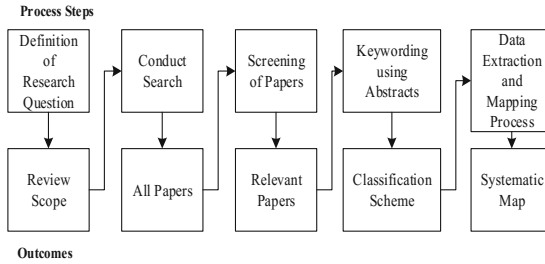 Process Steps
Definition
of
Research
Question
Conduct
Search
Screening
of Papers
Keywording
using
Abstracts
Data
Extraction
and
Mapping
Process
Review
Scope
All Papers
Relevant
Papers
Classification
Scheme
Systematic
Map
Outcomes